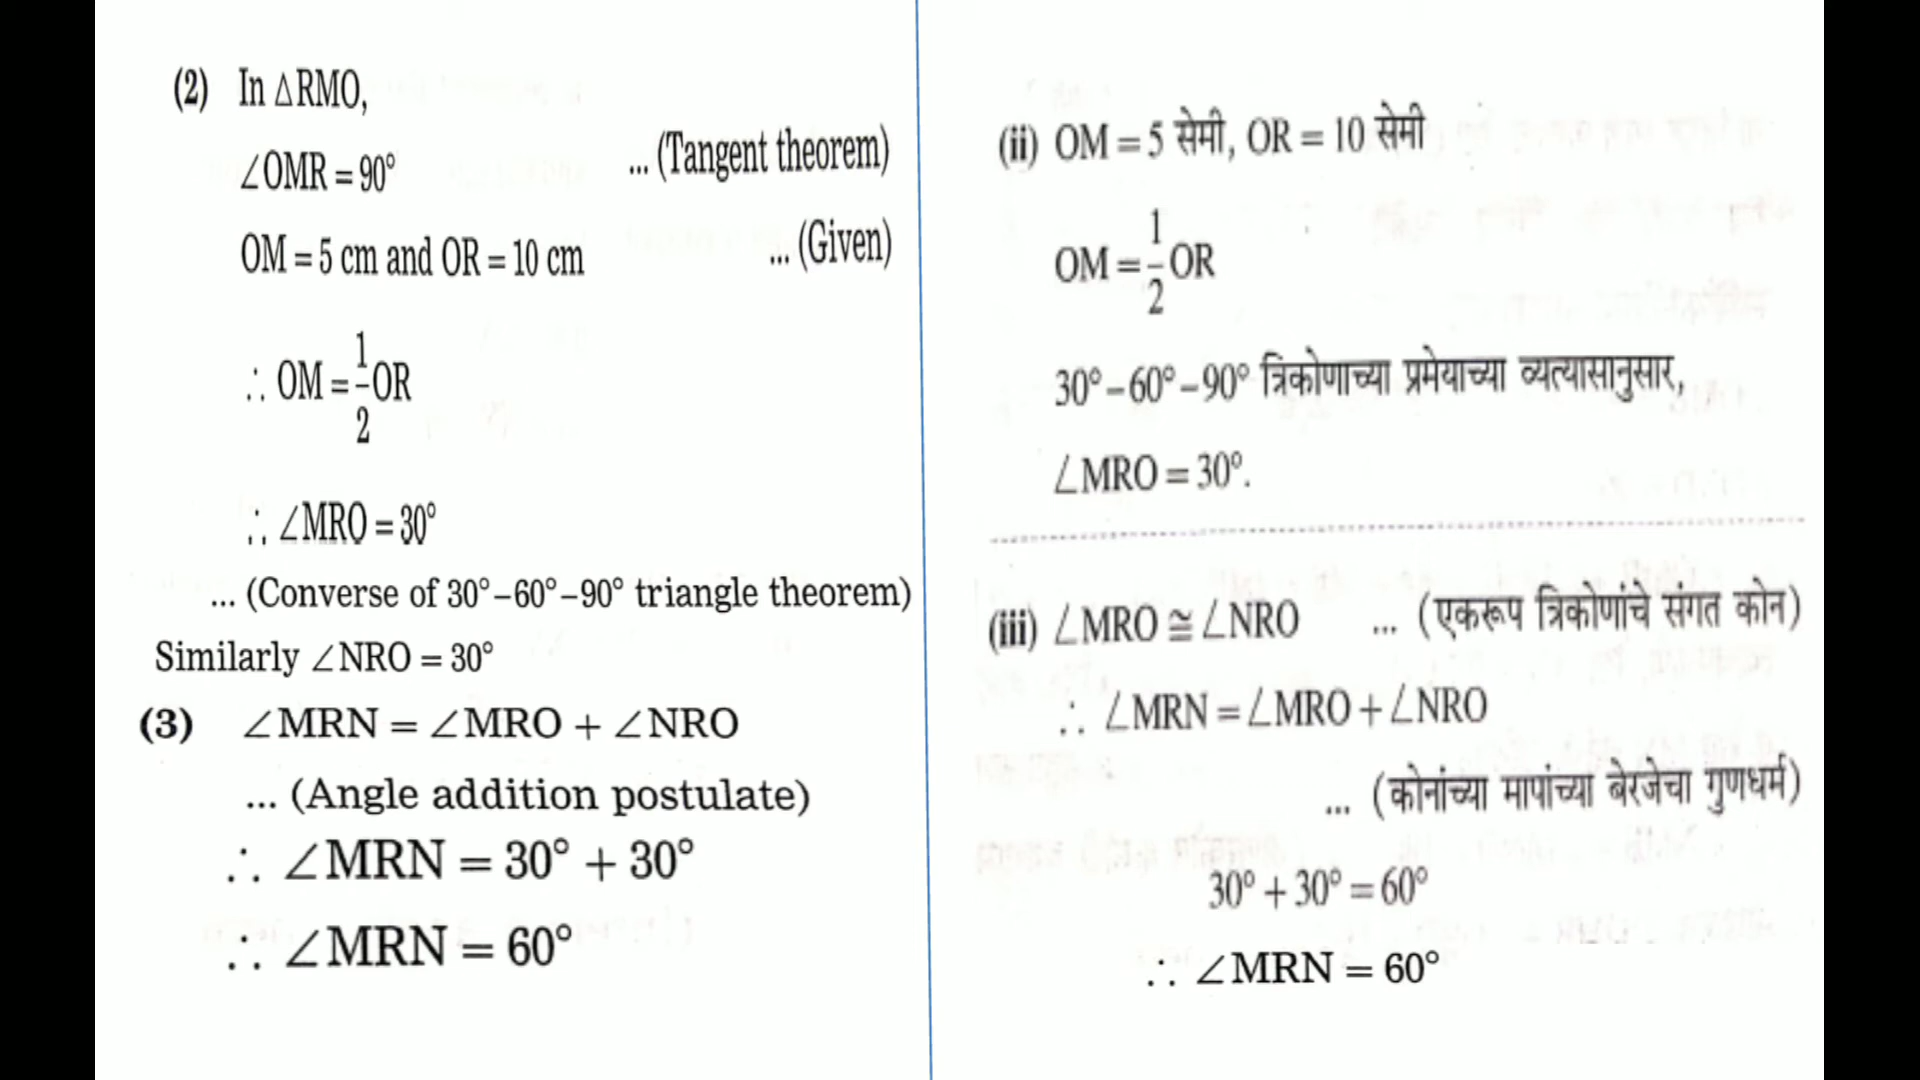 (2) In △RMO,
∠OMR = 90° ... (Tangent theorem)
OM = 5 cm and OR = 10 cm ... (Given)
∴ OM = 1/2 OR
∴ ∠MRO = 30°
... (Converse of 30°–60°–90° triangle theorem)
Similarly ∠NRO = 30°
(3) ∠MRN = ∠MRO + ∠NRO
... (Angle addition postulate)
∴ ∠MRN = 30° + 30°
∴ ∠MRN = 60°
(ii) OM = 5 सेमी, OR = 10 सेमी
OM = 1/2 OR
30° – 60° – 90° त्रिकोणाच्या प्रमेयाच्या व्यत्यासानुसार,
∠MRO = 30°.
(iii) ∠MRO ≅ ∠NRO ... (एकरूप त्रिकोणांचे संगत कोन)
∴ ∠MRN = ∠MRO + ∠NRO
... (कोनांच्या मापांच्या बेरजेचा गुणधर्म)
30° + 30° = 60°
∴ ∠MRN = 60°